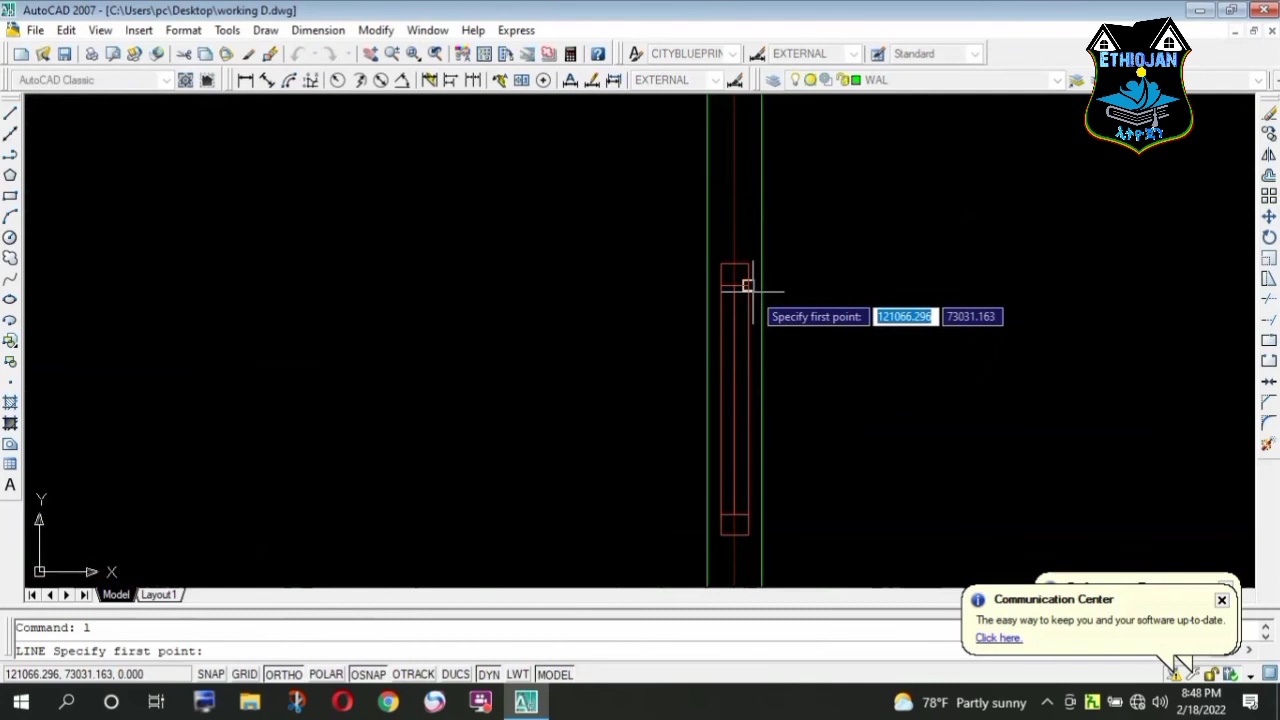 AutoCAD 2007 - [C:\Users\pc\Desktop\working D.dwg]
File Edit View Insert Format Tools Draw Dimension Modify Window Help Express
CITYBLUEPRIN EXTERNAL Standard
AutoCAD Classic EXTERNAL WAL
ETHIOJAN
ኢትዮጃን
Specify first point: 121066.296 73031.163
A
Y
X
Model Layout1
Communication Center
The easy way to keep you and your software up-to-date.
Click here.
Command: l
LINE Specify first point:
121066.296, 73031.163, 0.000 SNAP GRID ORTHO POLAR OSNAP OTRACK DUCS DYN LWT MODEL
78°F Partly sunny
8:48 PM
2/18/2022